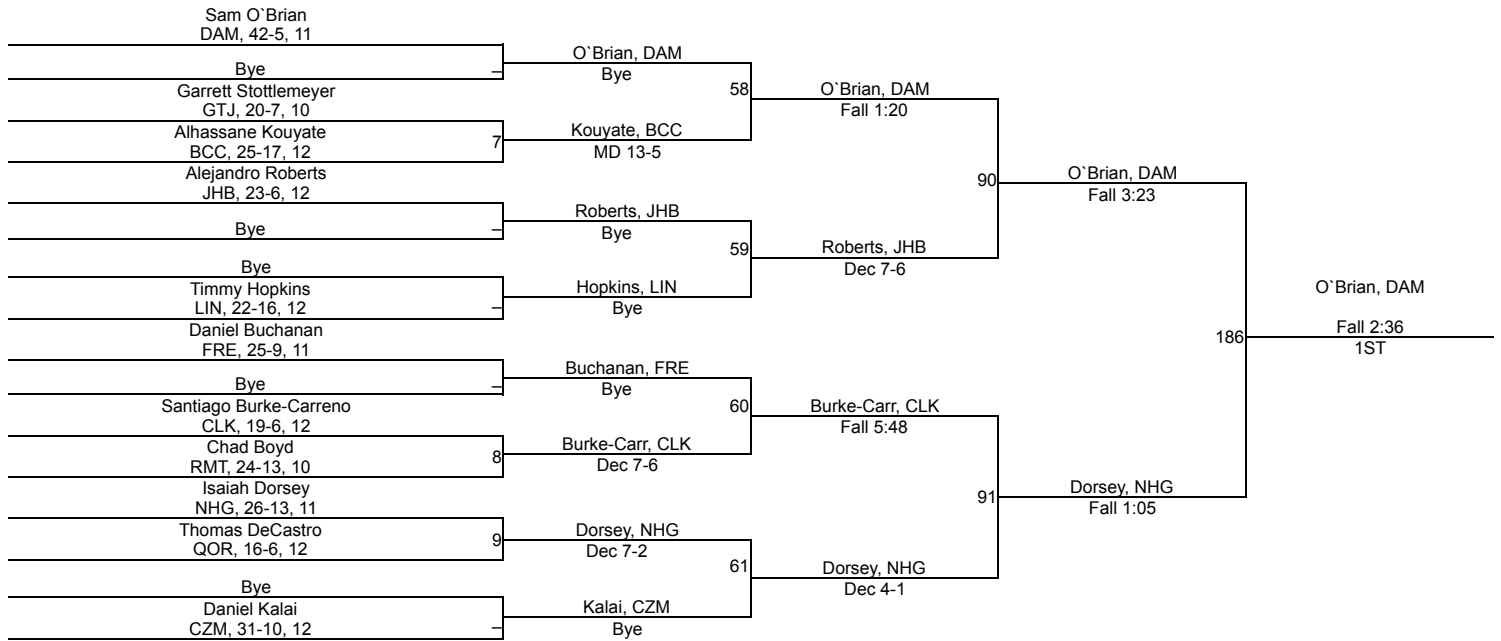 Sam O`Brian
DAM, 42-5, 11
Bye
–
Garrett Stottlemeyer
GTJ, 20-7, 10
Alhassane Kouyate
BCC, 25-17, 12
7
Alejandro Roberts
JHB, 23-6, 12
Bye
–
Bye
Timmy Hopkins
LIN, 22-16, 12
–
Daniel Buchanan
FRE, 25-9, 11
Bye
–
Santiago Burke-Carreno
CLK, 19-6, 12
Chad Boyd
RMT, 24-13, 10
8
Isaiah Dorsey
NHG, 26-13, 11
Thomas DeCastro
QOR, 16-6, 12
9
Bye
Daniel Kalai
CZM, 31-10, 12
–
O`Brian, DAM
Bye
58
Kouyate, BCC
MD 13-5
Roberts, JHB
Bye
59
Hopkins, LIN
Bye
Buchanan, FRE
Bye
60
Burke-Carr, CLK
Dec 7-6
Dorsey, NHG
Dec 7-2
61
Kalai, CZM
Bye
O`Brian, DAM
Fall 1:20
90
Roberts, JHB
Dec 7-6
Burke-Carr, CLK
Fall 5:48
91
Dorsey, NHG
Dec 4-1
O`Brian, DAM
Fall 3:23
186
Dorsey, NHG
Fall 1:05
O`Brian, DAM
Fall 2:36
1ST